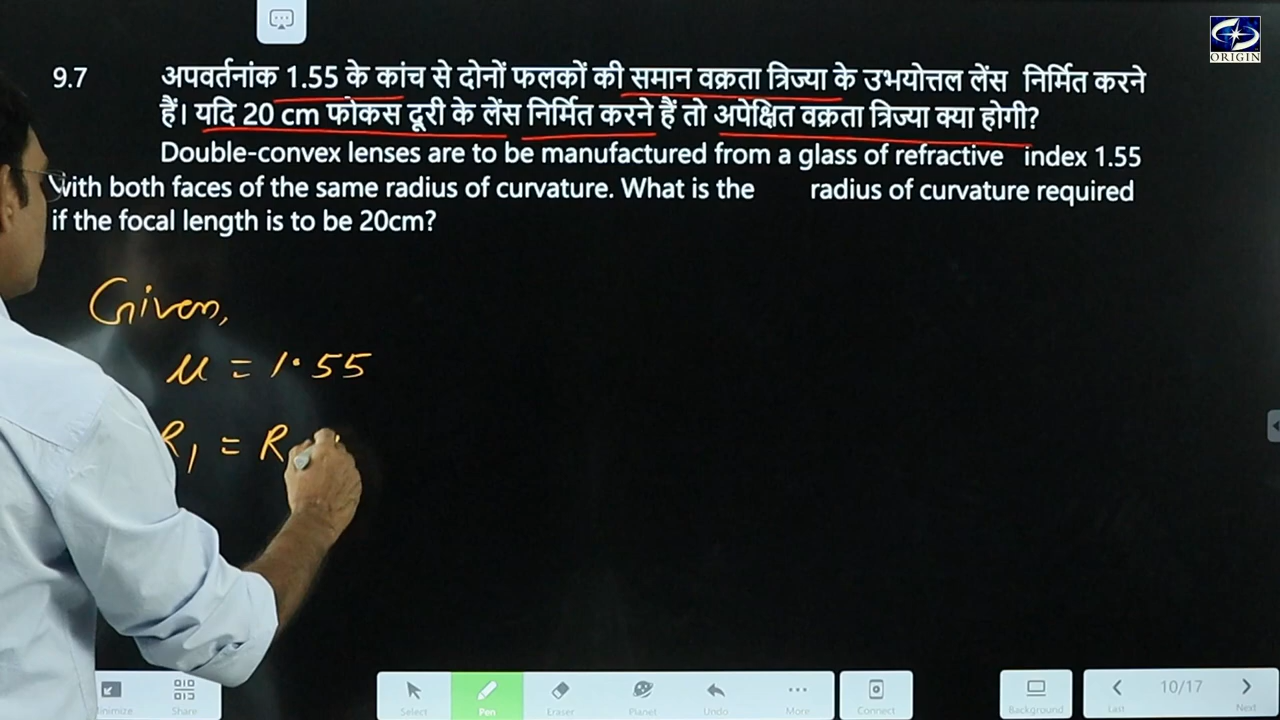 ORIGIN
9.7 अपवर्तनांक 1.55 के कांच से दोनों फलकों की समान वक्रता त्रिज्या के उभयोत्तल लेंस निर्मित करने
हैं। यदि 20 cm फोकस दूरी के लेंस निर्मित करने हैं तो अपेक्षित वक्रता त्रिज्या क्या होगी?
Double-convex lenses are to be manufactured from a glass of refractive index 1.55
with both faces of the same radius of curvature. What is the radius of curvature required
if the focal length is to be 20cm?
Given,
μ = 1.55
R1 = R
Share
Select
Pen
Eraser
Planet
Undo
More
Connect
Background
Last
10/17
Next